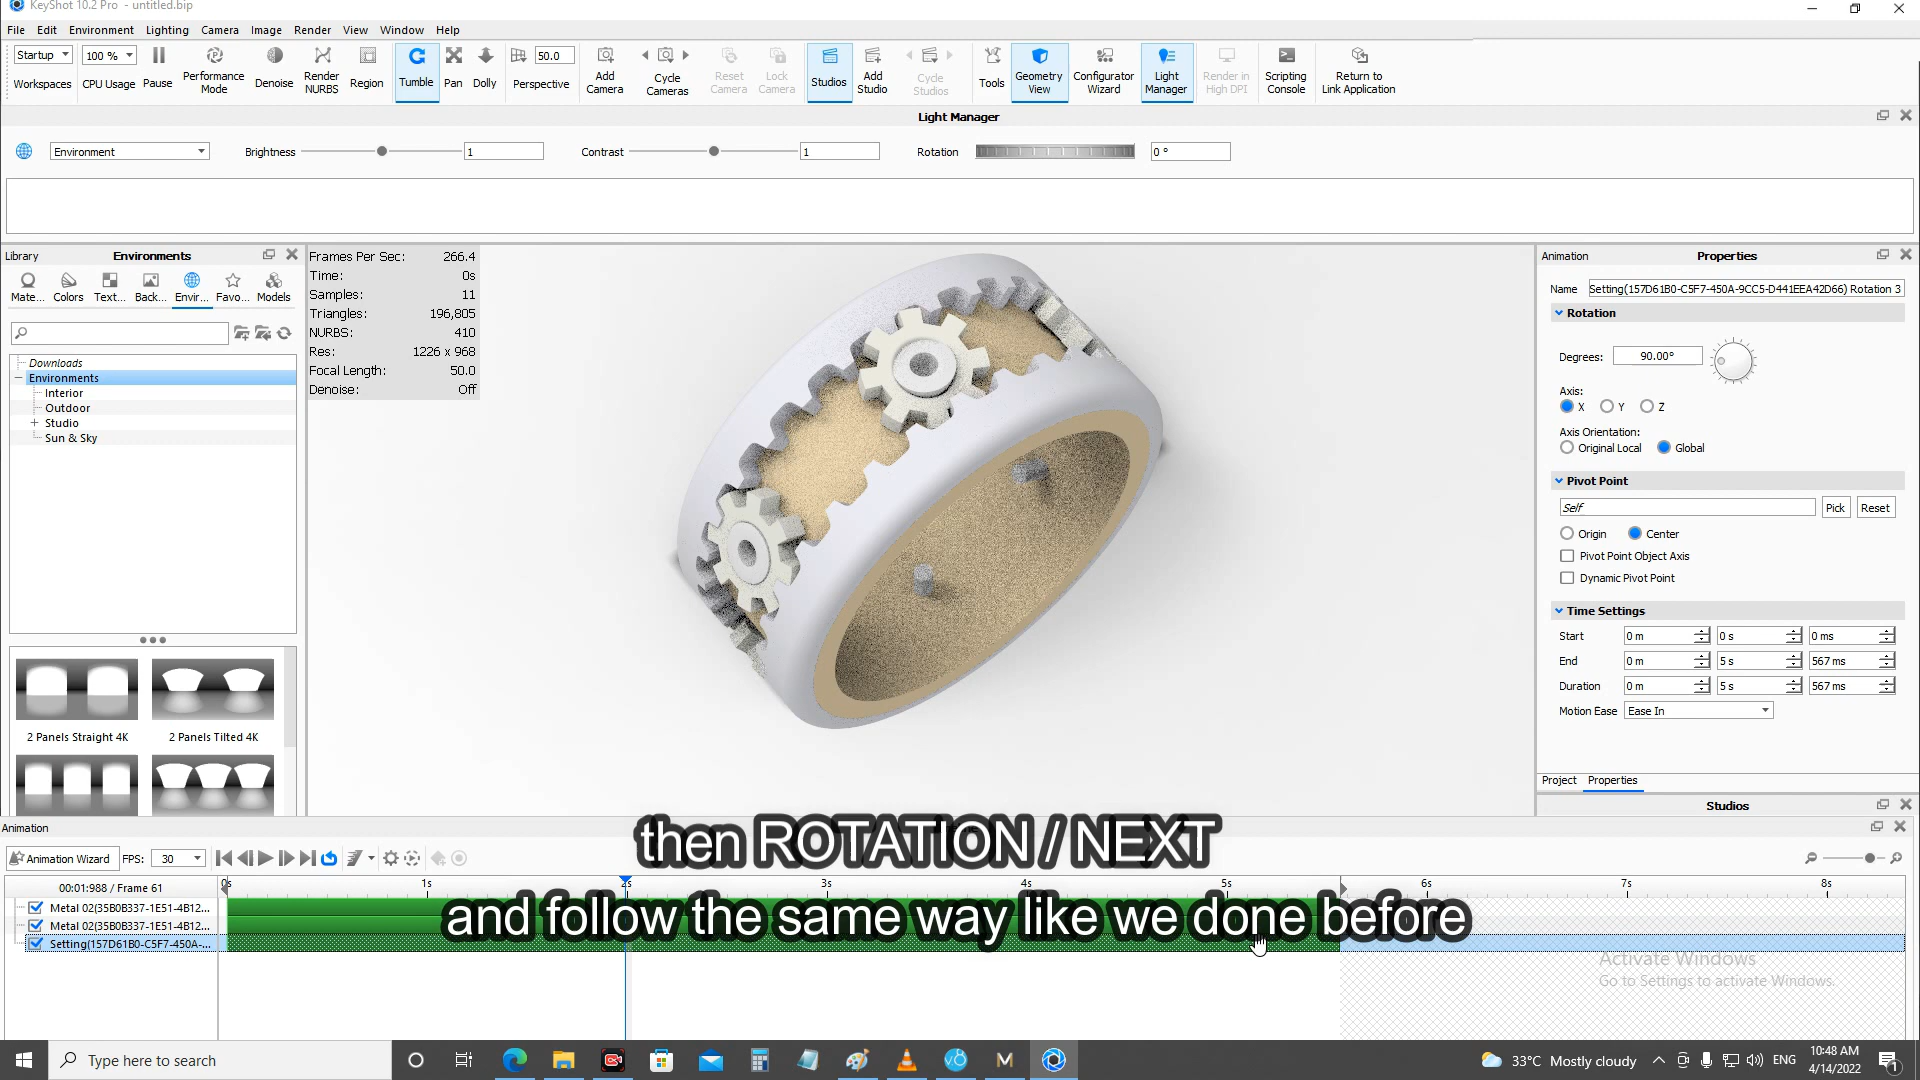 KeyShot 10.2 Pro - untitled.bip
File Edit Environment Lighting Camera Image Render View Window Help
Startup 100 % 50.0
Workspaces CPU Usage Pause Performance Mode Denoise Render NURBS Region Tumble Pan Dolly Perspective Add Camera Cycle Cameras Reset Camera Lock Camera Studios Add Studio Cycle Studios Tools Geometry View Configurator Wizard Light Manager Render in High DPI Scripting Console Return to Link Application
Light Manager
Environment Brightness 1 Contrast 1 Rotation 0 °
Library Environments
Mate... Colors Text... Back... Envir... Favo... Models
Downloads
Environments
Interior
Outdoor
Studio
Sun & Sky
2 Panels Straight 4K 2 Panels Tilted 4K
Frames Per Sec: 266.4
Time: 0s
Samples: 11
Triangles: 196,805
NURBS: 410
Res: 1226 x 968
Focal Length: 50.0
Denoise: Off
Animation Properties
Name Setting(157D61B0-C5F7-450A-9CC5-D441EEA42D66) Rotation 3
Rotation
Degrees: 90.00°
Axis:
X Y Z
Axis Orientation:
Original Local Global
Pivot Point
Self Pick Reset
Origin Center
Pivot Point Object Axis
Dynamic Pivot Point
Time Settings
Start 0 m 0 s 0 ms
End 0 m 5 s 567 ms
Duration 0 m 5 s 567 ms
Motion Ease Ease In
Project Properties
Studios
Animation
then ROTATION / NEXT
Animation Wizard FPS: 30
00:01:988 / Frame 61 0s 1s 2s 3s 4s 5s 6s 7s 8s
Metal 02(35B0B337-1E51-4B12...
and follow the same way like we done before
Metal 02(35B0B337-1E51-4B12...
Setting(157D61B0-C5F7-450A-...
Activate Windows
Go to Settings to activate Windows.
Type here to search
33°C Mostly cloudy ENG 10:48 AM
4/14/2022
1